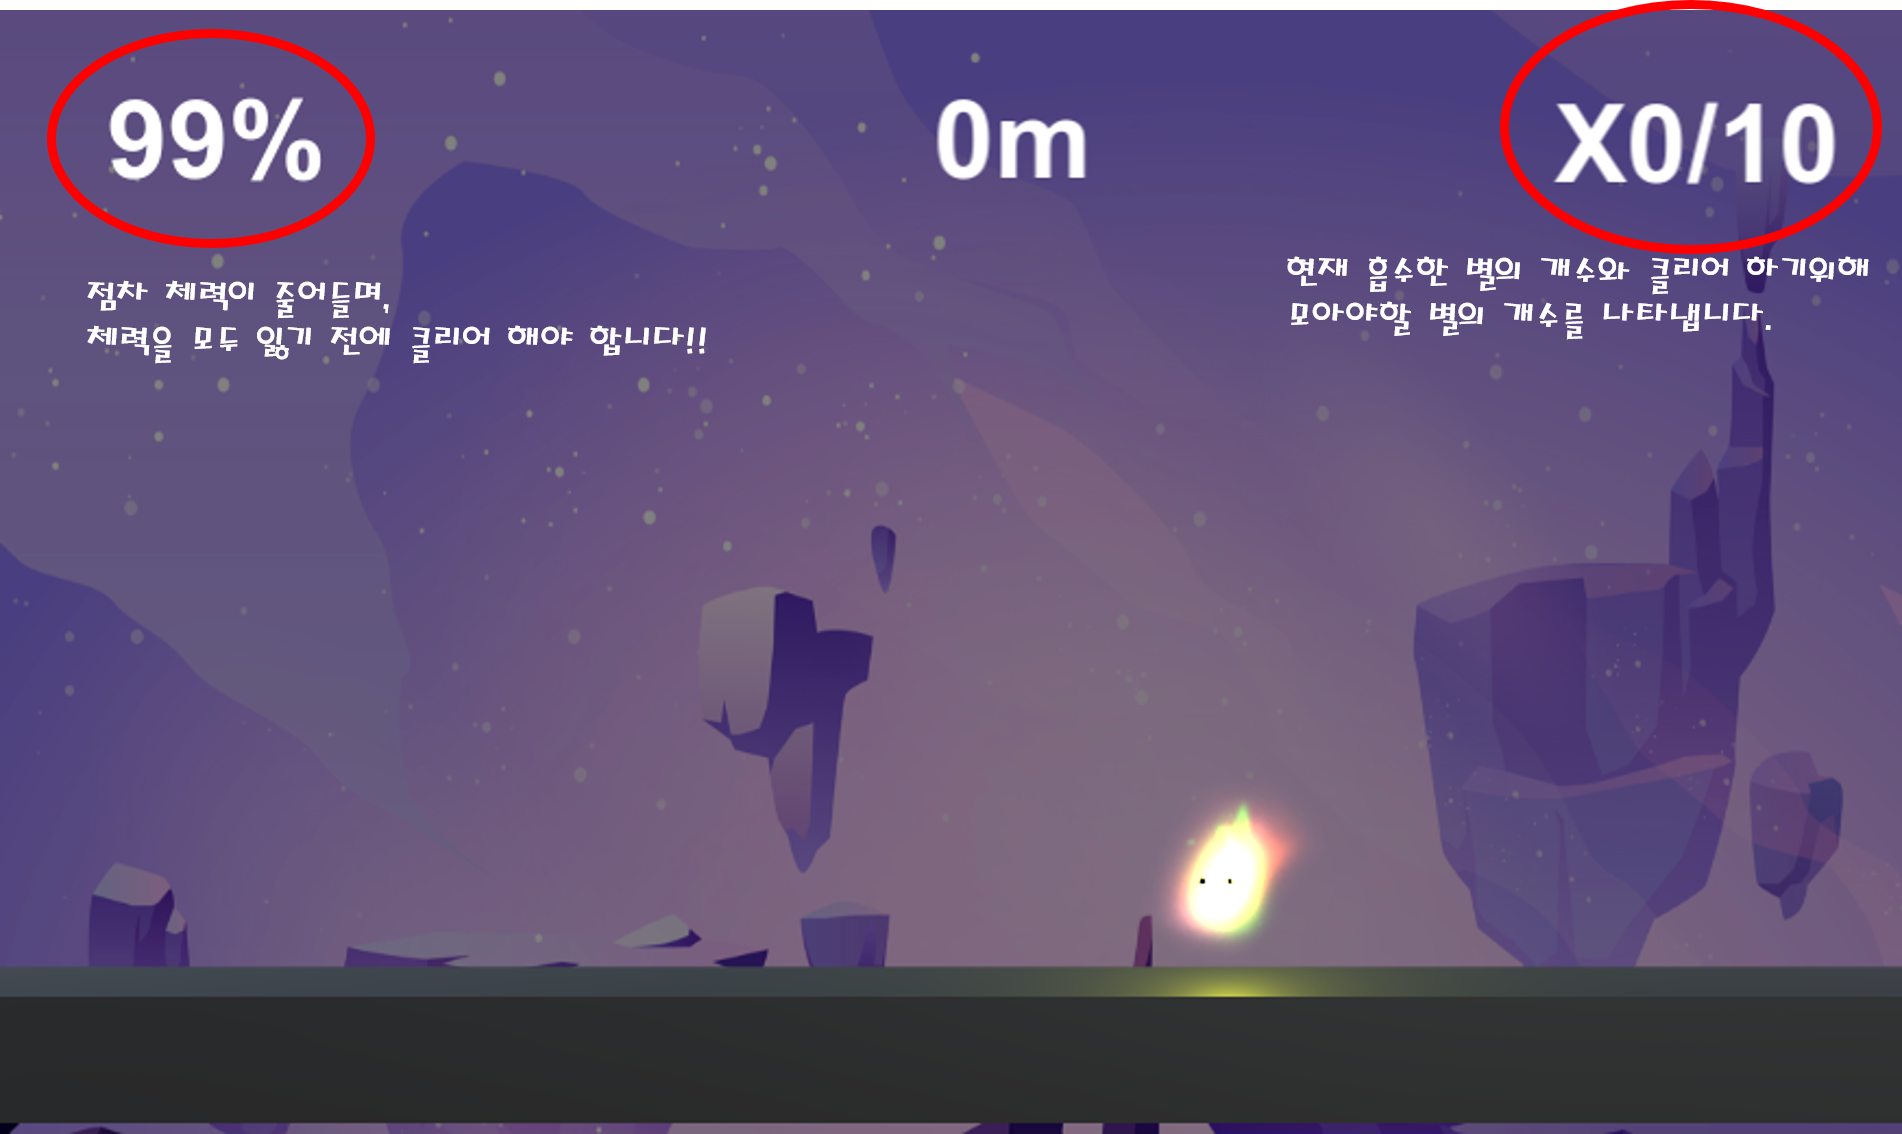 99%
0m
X0/10
점차 체력이 줄어들며,
체력을 모두 잃기 전에 클리어 해야 합니다!!
현재 흡수한 별의 개수와 클리어 하기위해
모아야할 별의 개수를 나타냅니다.